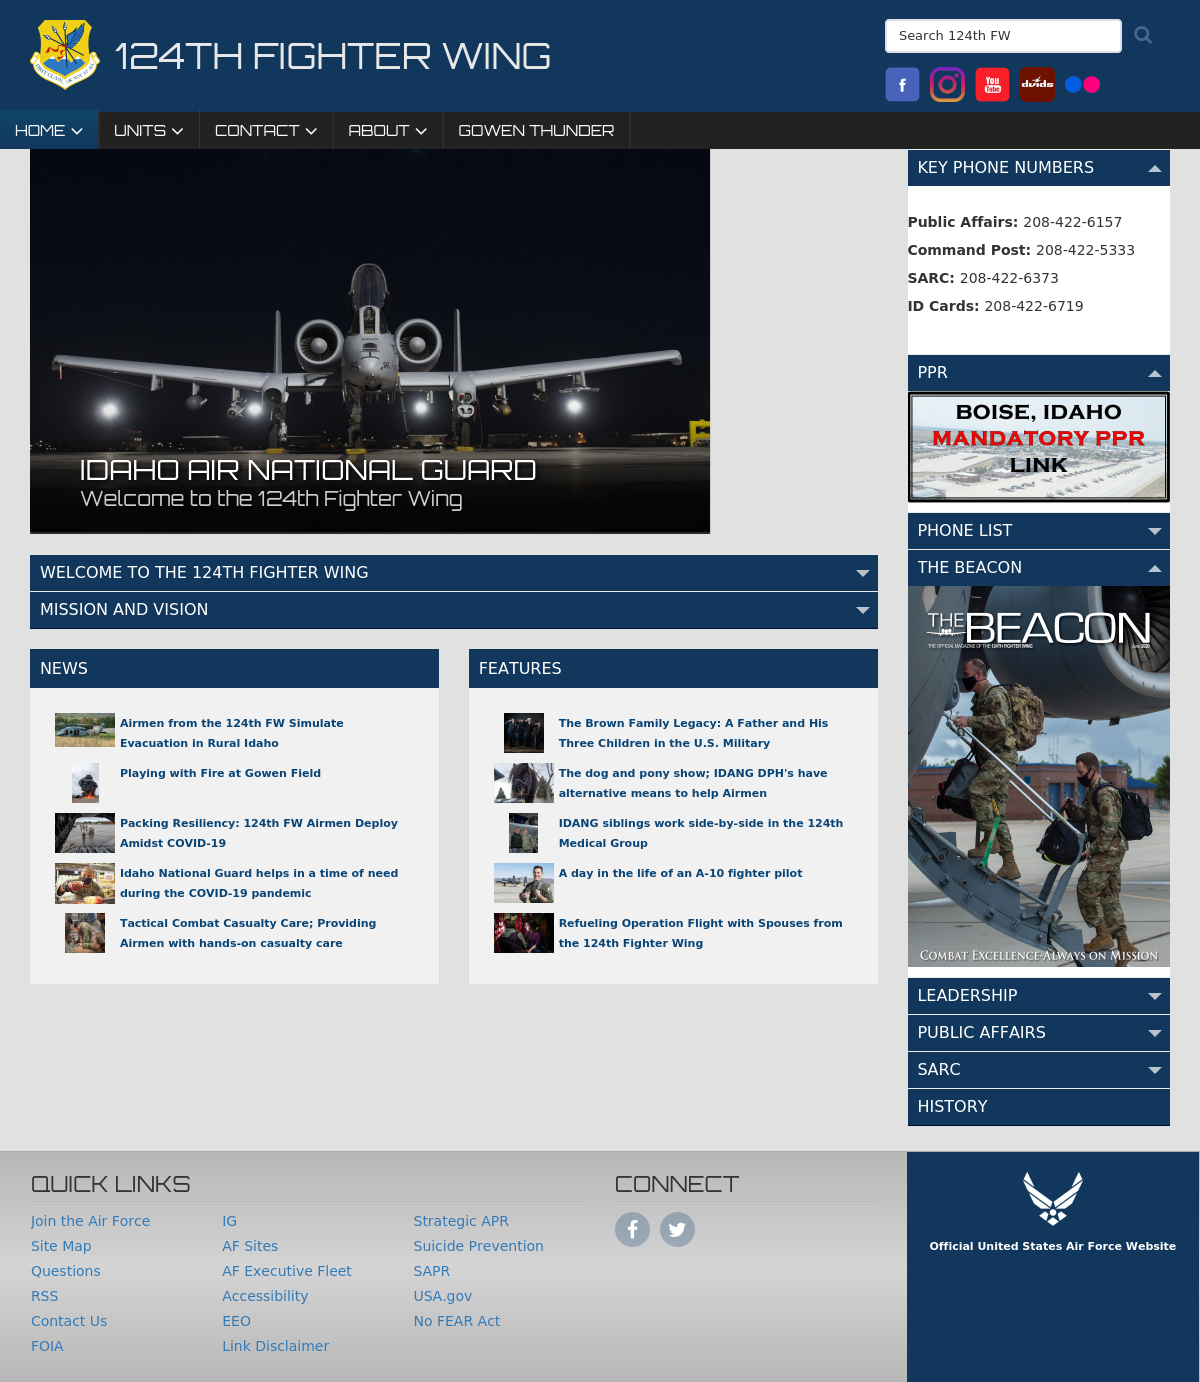 124TH FIGHTER WING
Search 124th FW
f
You
Tube
dvids
HOME
UNITS
CONTACT
ABOUT
GOWEN THUNDER
IDAHO AIR NATIONAL GUARD
Welcome to the 124th Fighter Wing
WELCOME TO THE 124TH FIGHTER WING
MISSION AND VISION
NEWS
Airmen from the 124th FW Simulate
Evacuation in Rural Idaho
Playing with Fire at Gowen Field
Packing Resiliency: 124th FW Airmen Deploy
Amidst COVID-19
Idaho National Guard helps in a time of need
during the COVID-19 pandemic
Tactical Combat Casualty Care; Providing
Airmen with hands-on casualty care
FEATURES
The Brown Family Legacy: A Father and His
Three Children in the U.S. Military
The dog and pony show; IDANG DPH's have
alternative means to help Airmen
IDANG siblings work side-by-side in the 124th
Medical Group
A day in the life of an A-10 fighter pilot
Refueling Operation Flight with Spouses from
the 124th Fighter Wing
KEY PHONE NUMBERS
Public Affairs: 208-422-6157
Command Post: 208-422-5333
SARC: 208-422-6373
ID Cards: 208-422-6719
PPR
BOISE, IDAHO
MANDATORY PPR
LINK
PHONE LIST
THE BEACON
THE BEACON
THE OFFICIAL MAGAZINE OF THE 124TH FIGHTER WING
June 2020
COMBAT EXCELLENCE-ALWAYS ON MISSION
LEADERSHIP
PUBLIC AFFAIRS
SARC
HISTORY
QUICK LINKS
Join the Air Force
Site Map
Questions
RSS
Contact Us
FOIA
IG
AF Sites
AF Executive Fleet
Accessibility
EEO
Link Disclaimer
Strategic APR
Suicide Prevention
SAPR
USA.gov
No FEAR Act
CONNECT
f
Official United States Air Force Website